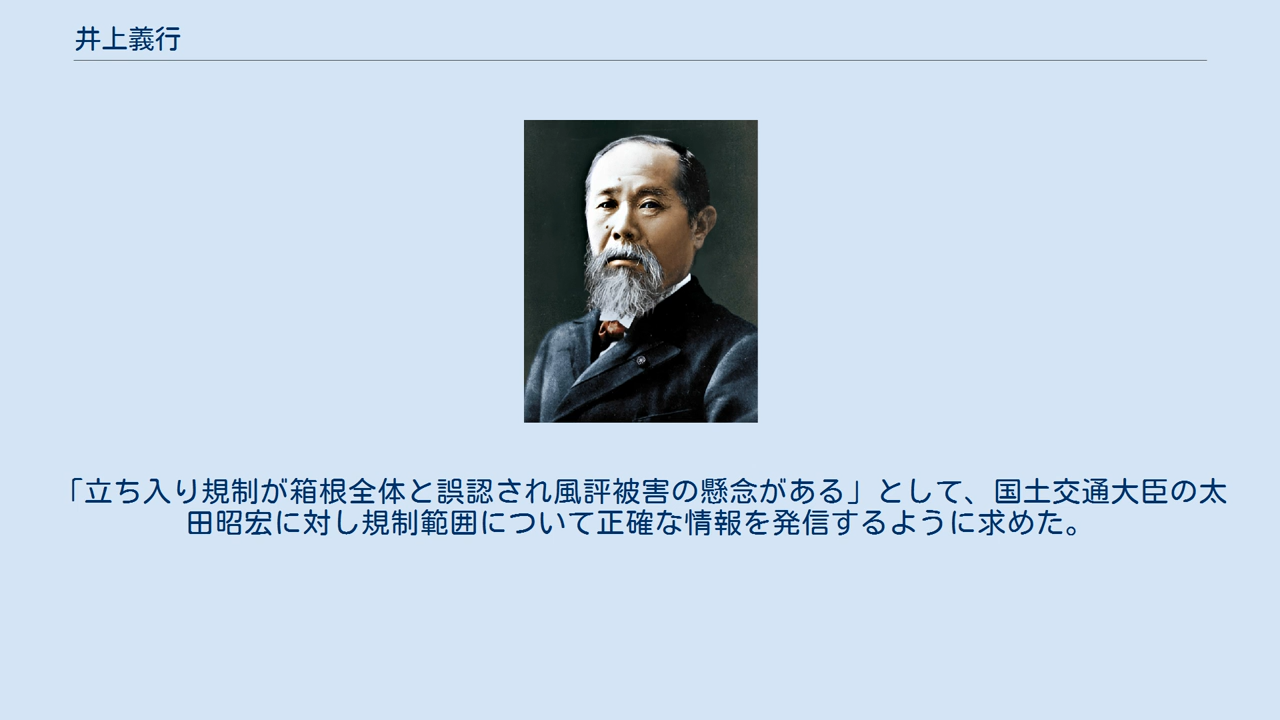 井上義行
「立ち入り規制が箱根全体と誤認され風評被害の懸念がある」として、国土交通大臣の太
田昭宏に対し規制範囲について正確な情報を発信するように求めた。